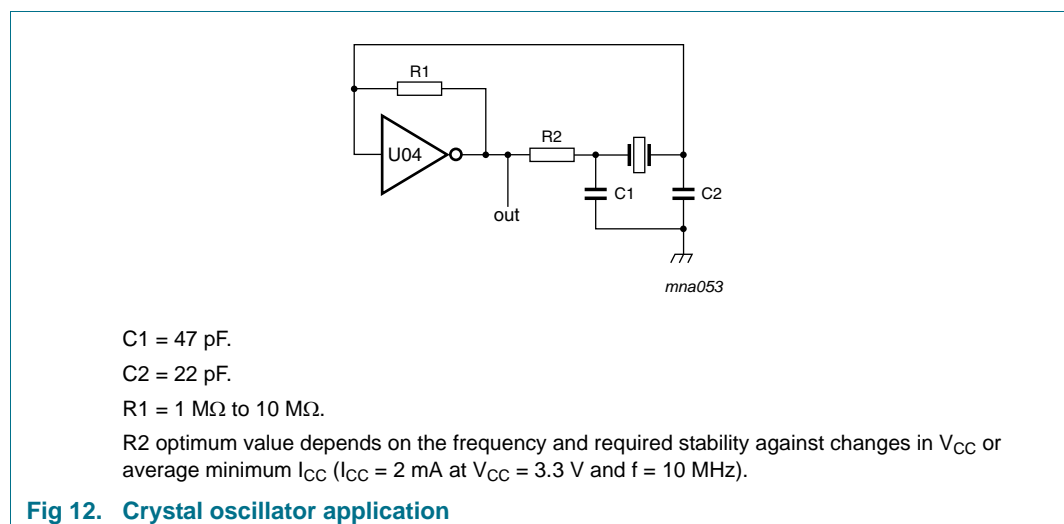 R1
R2
U04
C1
C2
out
mna053
C1 = 47 pF.
C2 = 22 pF.
R1 = 1 MΩ to 10 MΩ.
R2 optimum value depends on the frequency and required stability against changes in VCC or
average minimum ICC (ICC = 2 mA at VCC = 3.3 V and f = 10 MHz).
Fig 12. Crystal oscillator application